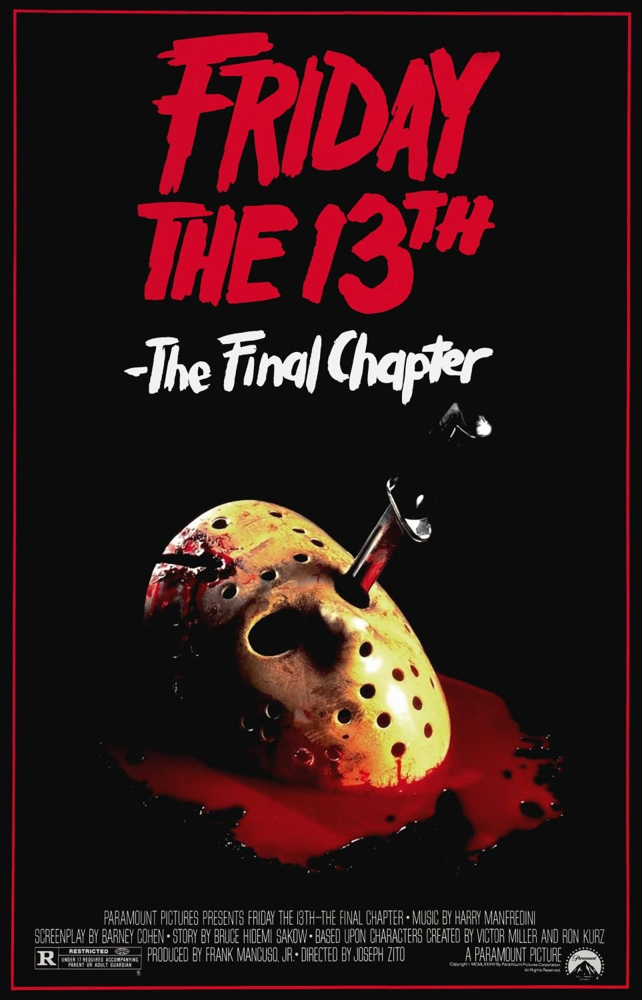 FRIDAY
THE 13TH
-The Final Chapter
PARAMOUNT PICTURES PRESENTS FRIDAY THE 13TH—THE FINAL CHAPTER • MUSIC BY HARRY MANFREDINI
SCREENPLAY BY BARNEY COHEN • STORY BY BRUCE HIDEMI SAKOW • BASED UPON CHARACTERS CREATED BY VICTOR MILLER AND RON KURZ
PRODUCED BY FRANK MANCUSO, JR. • DIRECTED BY JOSEPH ZITO
R RESTRICTED
UNDER 17 REQUIRES ACCOMPANYING
PARENT OR ADULT GUARDIAN
®
A PARAMOUNT PICTURE
Copyright © MCMLXXXIV By Paramount Pictures Corporation.
All Rights Reserved.
Paramount